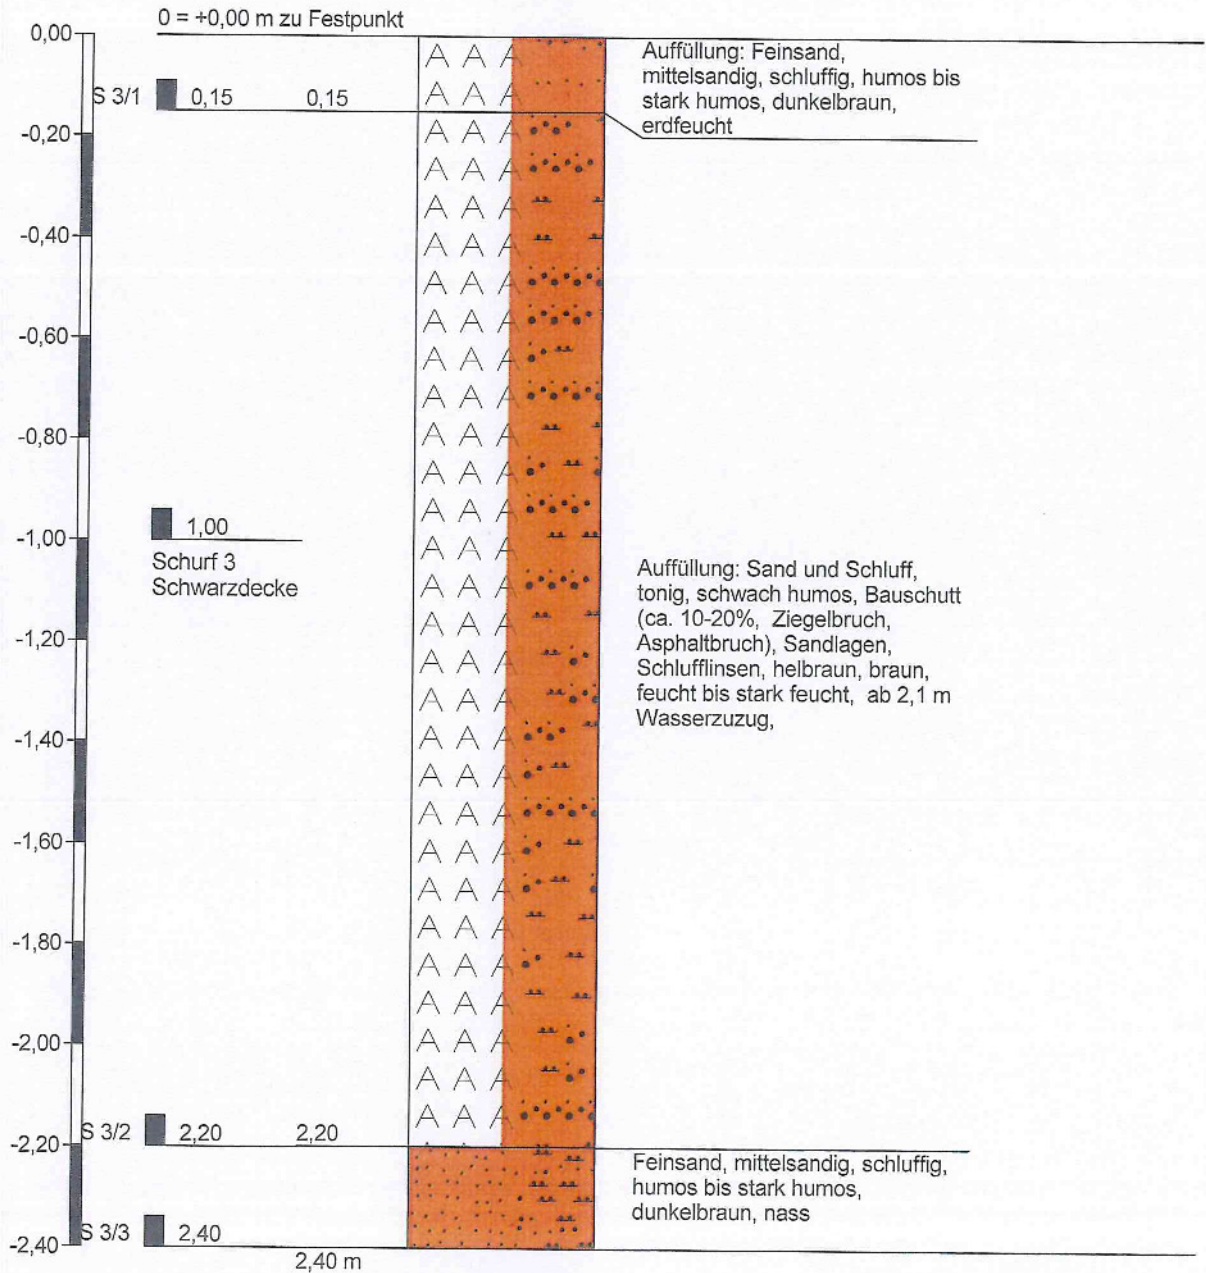 0 = +0,00 m zu Festpunkt
0,00
Auffüllung: Feinsand,
mittelsandig, schluffig, humos bis
stark humos, dunkelbraun,
erdfeucht
S 3/1 0,15 0,15
-0,20
-0,40
-0,60
-0,80
1,00
-1,00
Schurf 3
Schwarzdecke
Auffüllung: Sand und Schluff,
tonig, schwach humos, Bauschutt
(ca. 10-20%, Ziegelbruch,
Asphaltbruch), Sandlagen,
Schlufflinsen, helbraun, braun,
feucht bis stark feucht, ab 2,1 m
Wasserzuzug,
-1,20
-1,40
-1,60
-1,80
-2,00
S 3/2 2,20 2,20
-2,20
Feinsand, mittelsandig, schluffig,
humos bis stark humos,
dunkelbraun, nass
S 3/3 2,40
-2,40
2,40 m